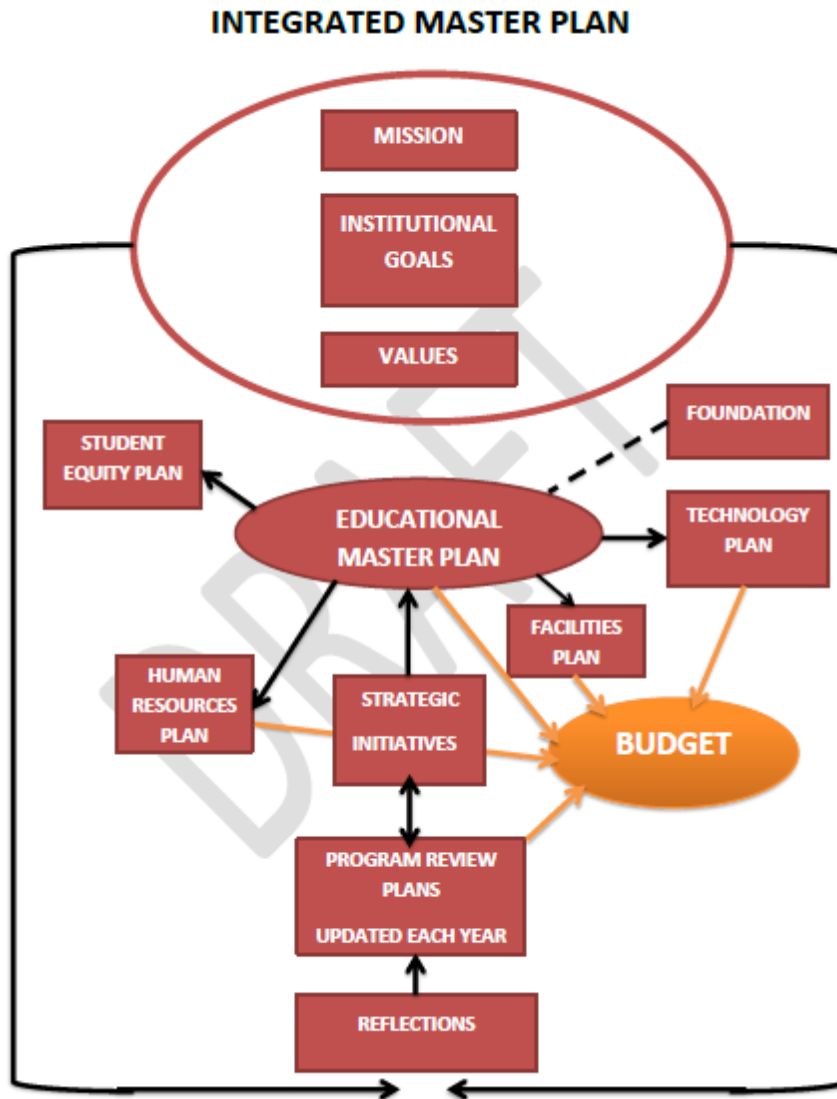 INTEGRATED MASTER PLAN
MISSION
INSTITUTIONAL
GOALS
VALUES
FOUNDATION
STUDENT
EQUITY PLAN
EDUCATIONAL
MASTER PLAN
TECHNOLOGY
PLAN
FACILITIES
PLAN
HUMAN
RESOURCES
PLAN
STRATEGIC
INITIATIVES
BUDGET
PROGRAM REVIEW
PLANS
UPDATED EACH YEAR
REFLECTIONS
DRAFT